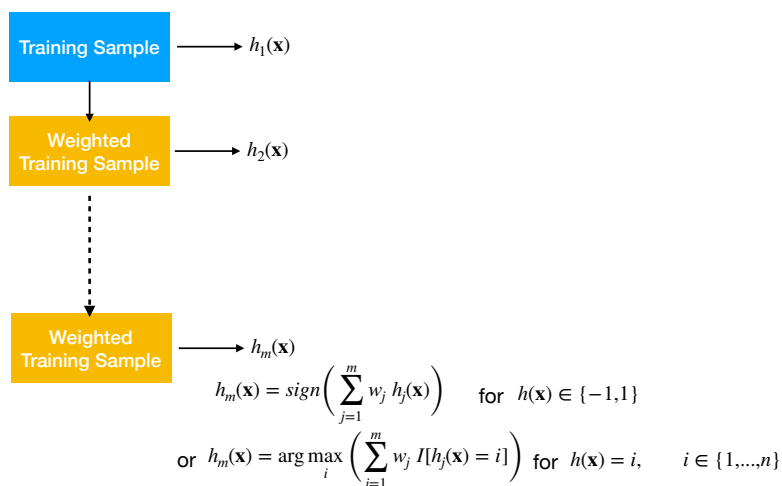 Training Sample
h₁(𝐱)
Weighted
Training Sample
h₂(𝐱)
Weighted
Training Sample
hₘ(𝐱)
hₘ(𝐱) = sign(∑_{j=1}^{m} wⱼ hⱼ(𝐱)) for h(𝐱) ∈ {−1,1}
or hₘ(𝐱) = arg max_i (∑_{j=1}^{m} wⱼ I[hⱼ(𝐱) = i]) for h(𝐱) = i, i ∈ {1,...,n}